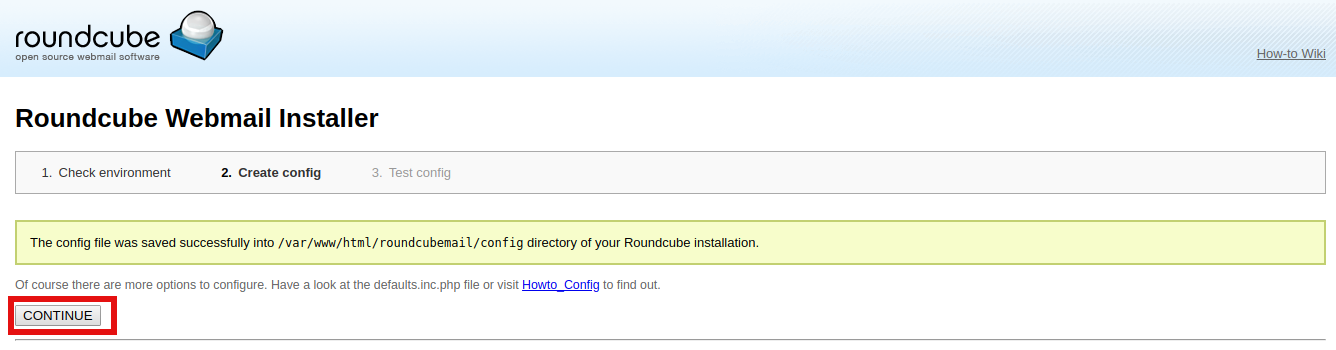 roundcube
open source webmail software
How-to Wiki
Roundcube Webmail Installer
1. Check environment 2. Create config 3. Test config
The config file was saved successfully into /var/www/html/roundcubemail/config directory of your Roundcube installation.
Of course there are more options to configure. Have a look at the defaults.inc.php file or visit Howto_Config to find out.
CONTINUE